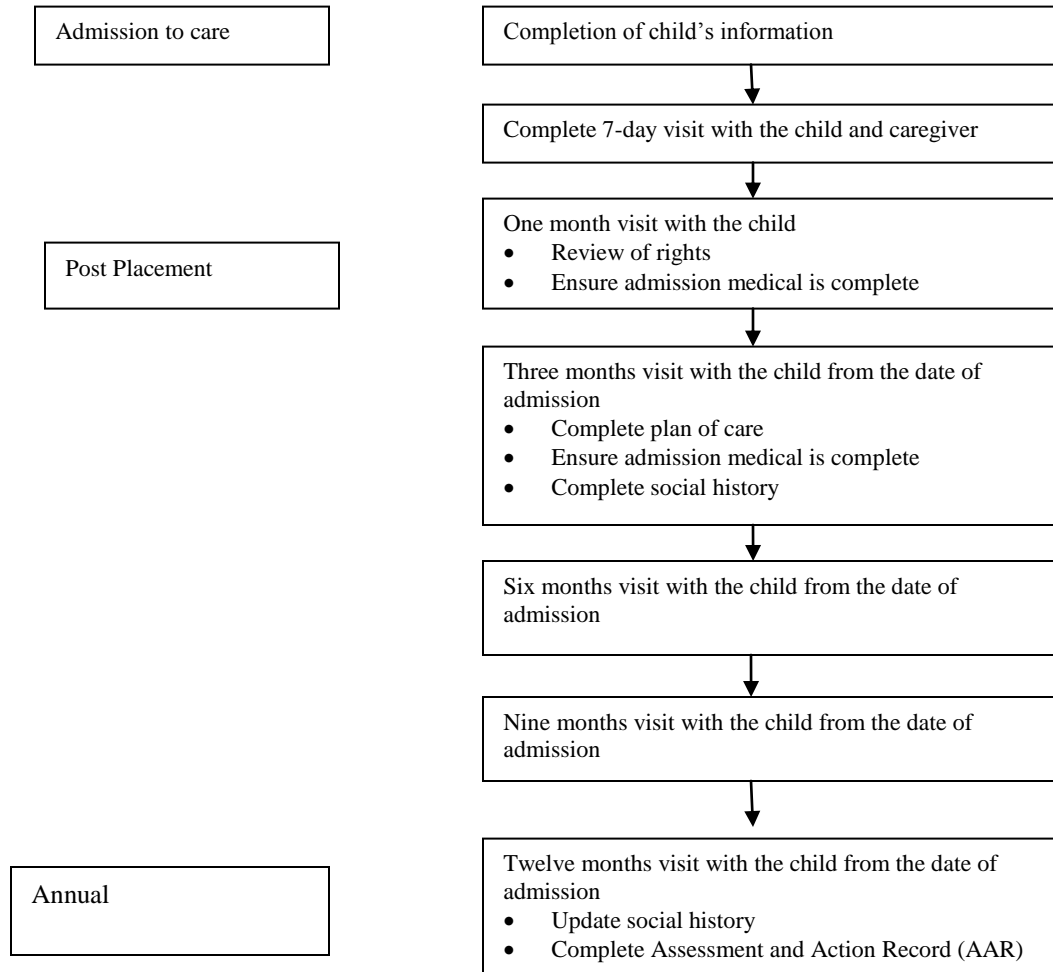 Admission to care
Completion of child’s information
Complete 7-day visit with the child and caregiver
Post Placement
One month visit with the child
• Review of rights
• Ensure admission medical is complete
Three months visit with the child from the date of
admission
• Complete plan of care
• Ensure admission medical is complete
• Complete social history
Six months visit with the child from the date of
admission
Nine months visit with the child from the date of
admission
Annual
Twelve months visit with the child from the date of
admission
• Update social history
• Complete Assessment and Action Record (AAR)